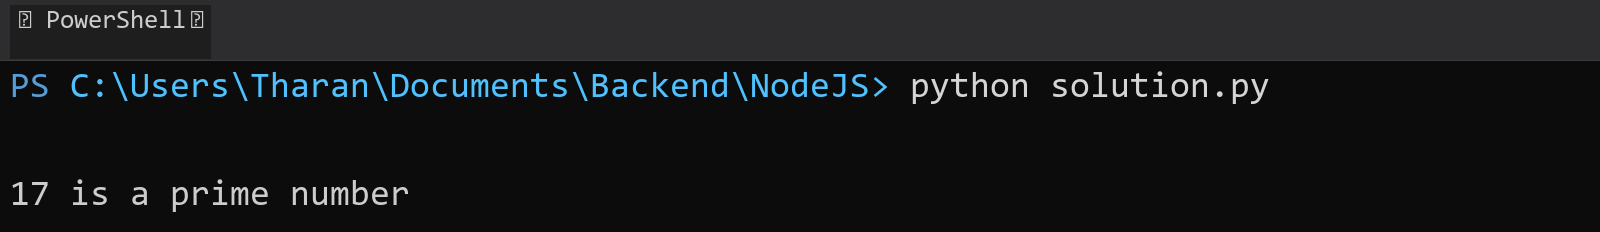 PowerShell
PS C:\Users\Tharan\Documents\Backend\NodeJS> python solution.py
17 is a prime number